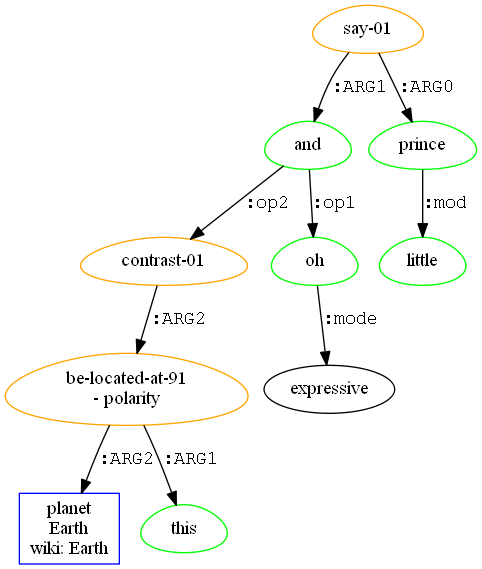 say-01
:ARG1 :ARG0
and prince
:op2 :op1 :mod
contrast-01 oh little
:ARG2 :mode
be-located-at-91
- polarity
expressive
:ARG2 :ARG1
planet
Earth
wiki: Earth
this